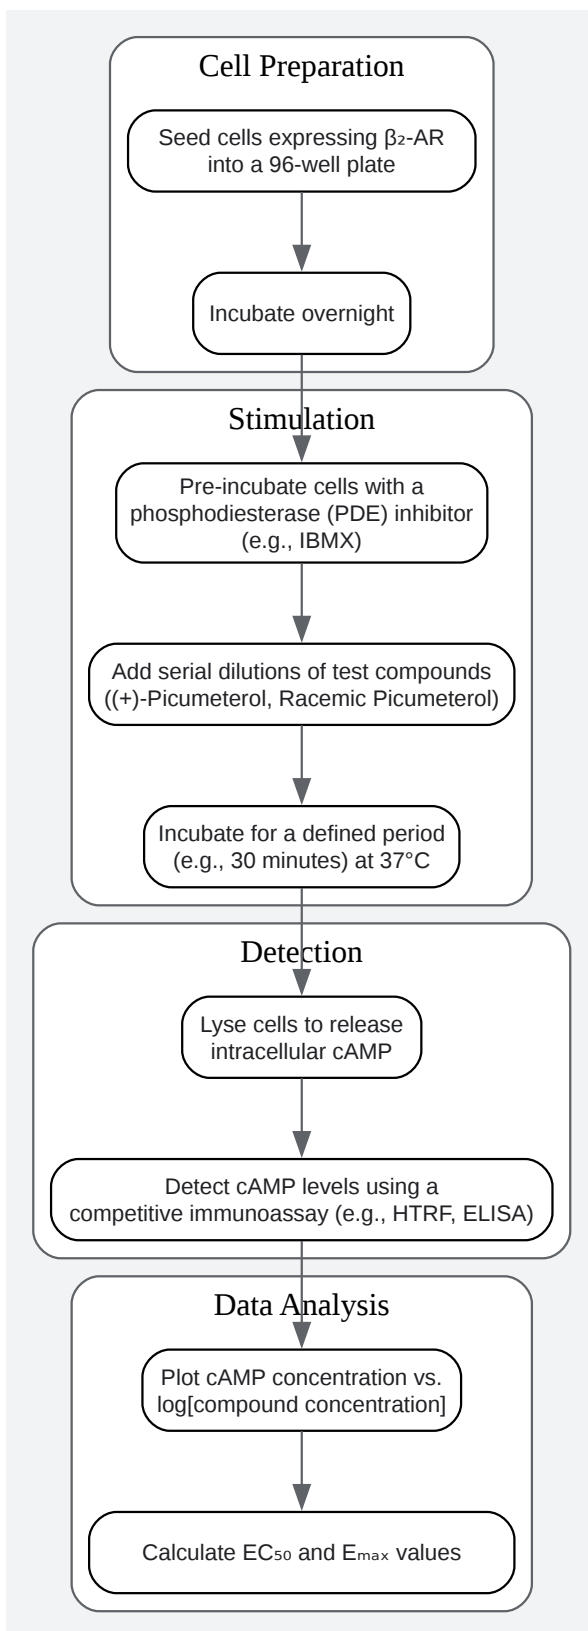 Cell Preparation
Seed cells expressing β₂-AR
into a 96-well plate
Incubate overnight
Stimulation
Pre-incubate cells with a
phosphodiesterase (PDE) inhibitor
(e.g., IBMX)
Add serial dilutions of test compounds
((+)-Picumeterol, Racemic Picumeterol)
Incubate for a defined period
(e.g., 30 minutes) at 37°C
Detection
Lyse cells to release
intracellular cAMP
Detect cAMP levels using a
competitive immunoassay (e.g., HTRF, ELISA)
Data Analysis
Plot cAMP concentration vs.
log[compound concentration]
Calculate EC₅₀ and Eₘₐₓ values